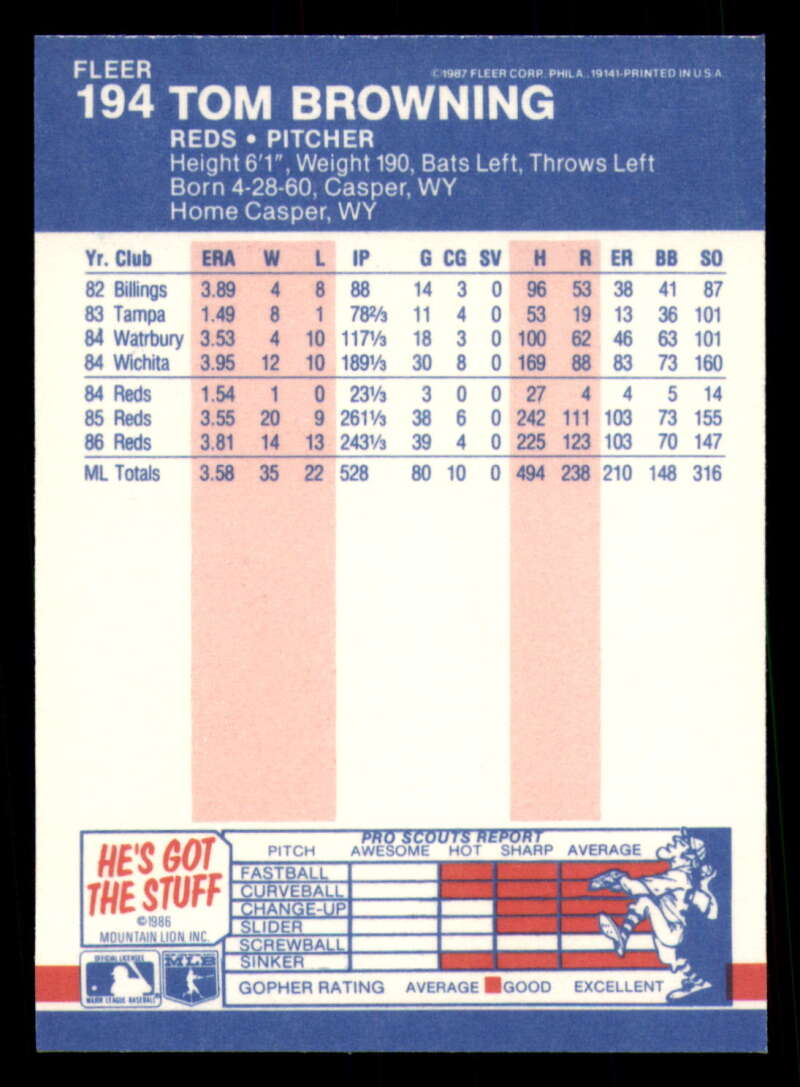 FLEER
©1987 FLEER CORP. PHILA., 19141-PRINTED IN U.S.A.
194 TOM BROWNING
REDS • PITCHER
Height 6'1", Weight 190, Bats Left, Throws Left
Born 4-28-60, Casper, WY
Home Casper, WY
Yr. Club ERA W L IP G CG SV H R ER BB SO
82 Billings 3.89 4 8 88 14 3 0 96 53 38 41 87
83 Tampa 1.49 8 1 78⅔ 11 4 0 53 19 13 36 101
84 Watrbury 3.53 4 10 117⅓ 18 3 0 100 62 46 63 101
84 Wichita 3.95 12 10 189⅓ 30 8 0 169 88 83 73 160
84 Reds 1.54 1 0 23⅓ 3 0 0 27 4 4 5 14
85 Reds 3.55 20 9 261⅓ 38 6 0 242 111 103 73 155
86 Reds 3.81 14 13 243⅓ 39 4 0 225 123 103 70 147
ML Totals 3.58 35 22 528 80 10 0 494 238 210 148 316
HE'S GOT
THE STUFF
©1986
MOUNTAIN LION INC.
PRO SCOUTS REPORT
PITCH AWESOME HOT SHARP AVERAGE
FASTBALL
CURVEBALL
CHANGE-UP
SLIDER
SCREWBALL
SINKER
GOPHER RATING AVERAGE GOOD EXCELLENT
OFFICIAL LICENSEE
MAJOR LEAGUE BASEBALL
MLB